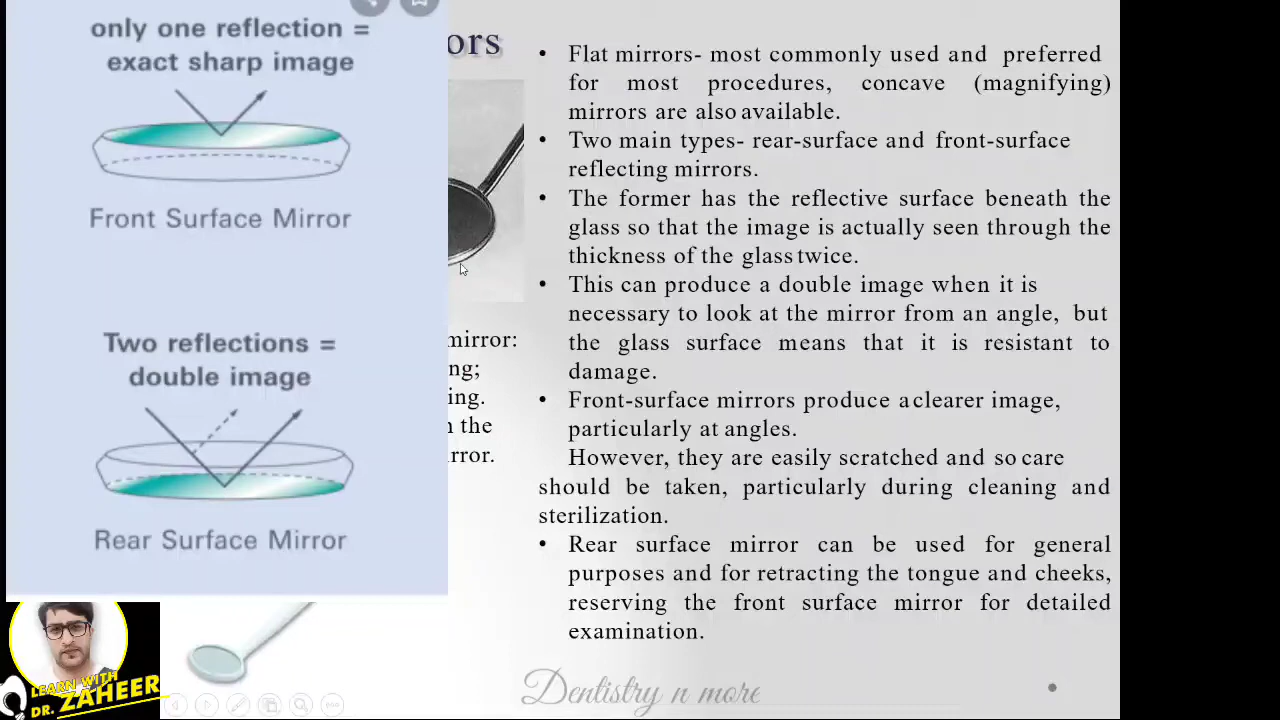 only one reflection =
exact sharp image
Front Surface Mirror
Two reflections =
double image
Rear Surface Mirror
ors
mirror:
ng;
ing.
the
rror.
• Flat mirrors- most commonly used and preferred
for most procedures, concave (magnifying)
mirrors are also available.
• Two main types- rear-surface and front-surface
reflecting mirrors.
• The former has the reflective surface beneath the
glass so that the image is actually seen through the
thickness of the glass twice.
• This can produce a double image when it is
necessary to look at the mirror from an angle, but
the glass surface means that it is resistant to
damage.
• Front-surface mirrors produce a clearer image,
particularly at angles.
However, they are easily scratched and so care
should be taken, particularly during cleaning and
sterilization.
• Rear surface mirror can be used for general
purposes and for retracting the tongue and cheeks,
reserving the front surface mirror for detailed
examination.
LEARN WITH
DR. ZAHEER
Dentistry n more